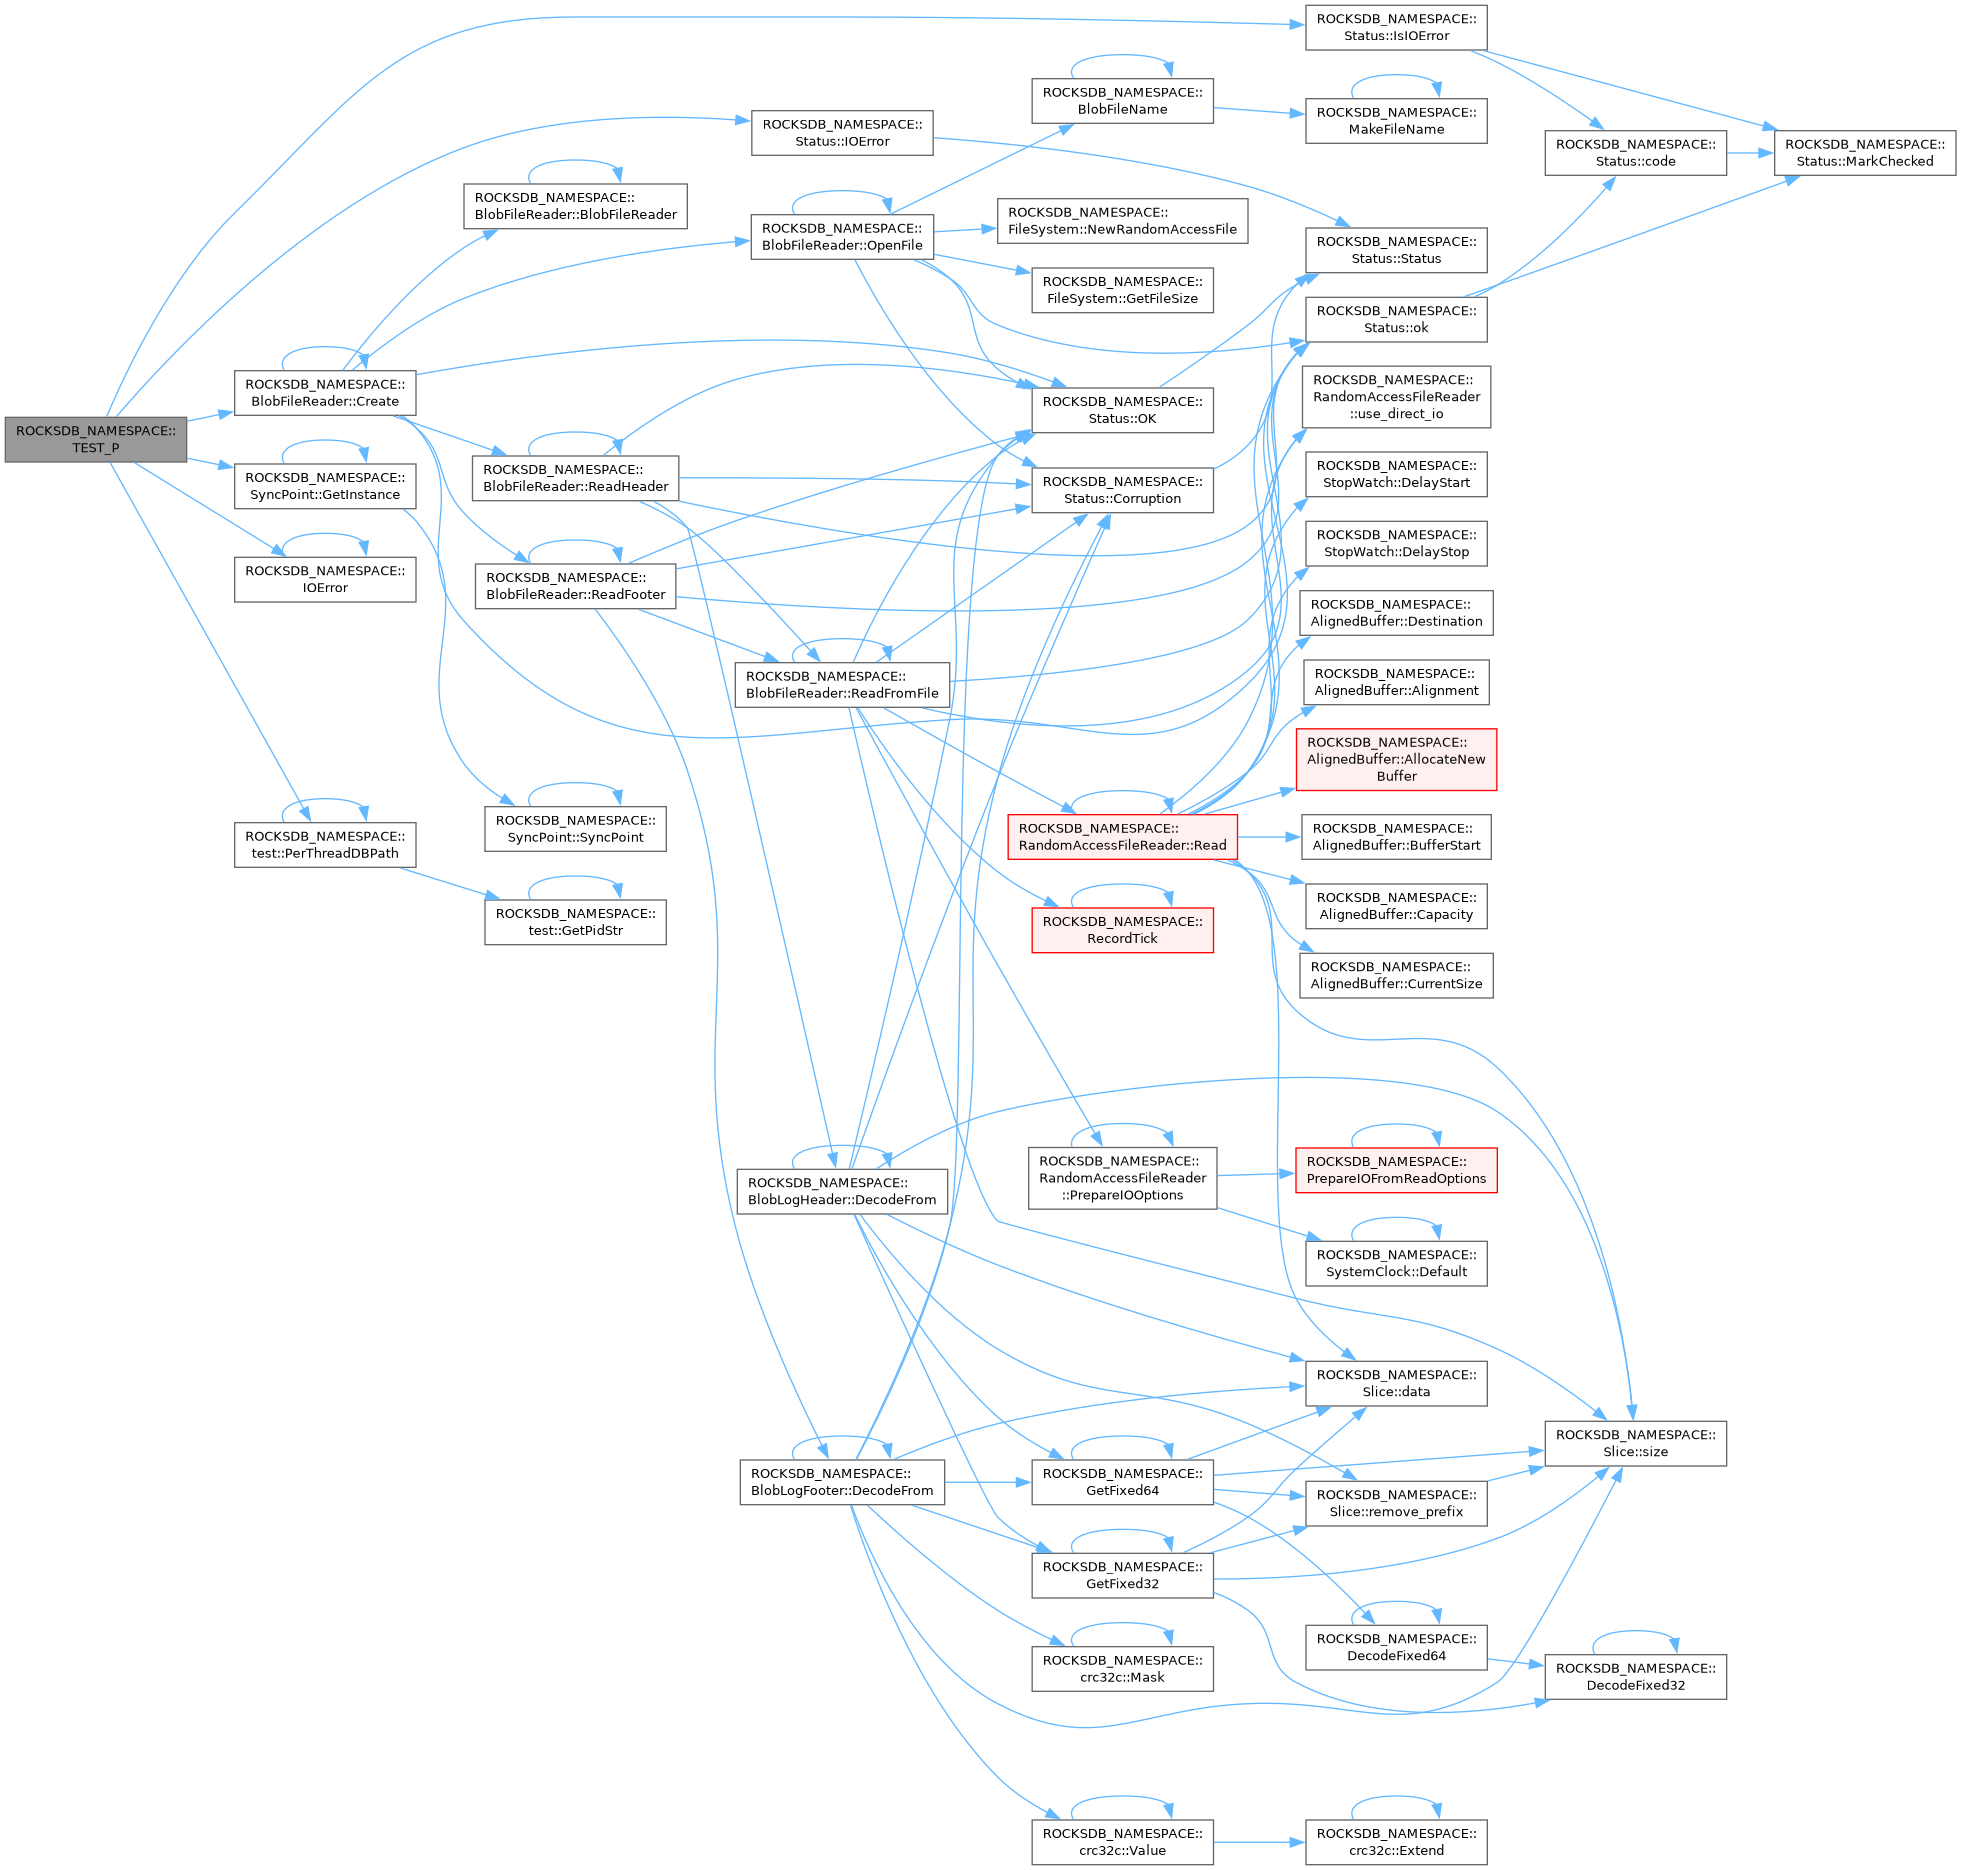 ROCKSDB_NAMESPACE::
TEST_P
ROCKSDB_NAMESPACE::
BlobFileReader::Create
ROCKSDB_NAMESPACE::
SyncPoint::GetInstance
ROCKSDB_NAMESPACE::
IOError
ROCKSDB_NAMESPACE::
test::PerThreadDBPath
ROCKSDB_NAMESPACE::
BlobFileReader::BlobFileReader
ROCKSDB_NAMESPACE::
BlobFileReader::ReadHeader
ROCKSDB_NAMESPACE::
BlobFileReader::ReadFooter
ROCKSDB_NAMESPACE::
SyncPoint::SyncPoint
ROCKSDB_NAMESPACE::
test::GetPidStr
ROCKSDB_NAMESPACE::
Status::IOError
ROCKSDB_NAMESPACE::
BlobFileReader::OpenFile
ROCKSDB_NAMESPACE::
BlobFileReader::ReadFromFile
ROCKSDB_NAMESPACE::
BlobLogHeader::DecodeFrom
ROCKSDB_NAMESPACE::
BlobLogFooter::DecodeFrom
ROCKSDB_NAMESPACE::
BlobFileName
ROCKSDB_NAMESPACE::
FileSystem::NewRandomAccessFile
ROCKSDB_NAMESPACE::
FileSystem::GetFileSize
ROCKSDB_NAMESPACE::
Status::OK
ROCKSDB_NAMESPACE::
Status::Corruption
ROCKSDB_NAMESPACE::
RandomAccessFileReader::Read
ROCKSDB_NAMESPACE::
RecordTick
ROCKSDB_NAMESPACE::
RandomAccessFileReader
::PrepareIOOptions
ROCKSDB_NAMESPACE::
GetFixed64
ROCKSDB_NAMESPACE::
GetFixed32
ROCKSDB_NAMESPACE::
crc32c::Mask
ROCKSDB_NAMESPACE::
crc32c::Value
ROCKSDB_NAMESPACE::
Status::IsIOError
ROCKSDB_NAMESPACE::
MakeFileName
ROCKSDB_NAMESPACE::
Status::Status
ROCKSDB_NAMESPACE::
Status::ok
ROCKSDB_NAMESPACE::
RandomAccessFileReader
::use_direct_io
ROCKSDB_NAMESPACE::
StopWatch::DelayStart
ROCKSDB_NAMESPACE::
StopWatch::DelayStop
ROCKSDB_NAMESPACE::
AlignedBuffer::Destination
ROCKSDB_NAMESPACE::
AlignedBuffer::Alignment
ROCKSDB_NAMESPACE::
AlignedBuffer::AllocateNew
Buffer
ROCKSDB_NAMESPACE::
AlignedBuffer::BufferStart
ROCKSDB_NAMESPACE::
AlignedBuffer::Capacity
ROCKSDB_NAMESPACE::
AlignedBuffer::CurrentSize
ROCKSDB_NAMESPACE::
PrepareIOFromReadOptions
ROCKSDB_NAMESPACE::
SystemClock::Default
ROCKSDB_NAMESPACE::
Slice::data
ROCKSDB_NAMESPACE::
Slice::remove_prefix
ROCKSDB_NAMESPACE::
DecodeFixed64
ROCKSDB_NAMESPACE::
crc32c::Extend
ROCKSDB_NAMESPACE::
Status::code
ROCKSDB_NAMESPACE::
Slice::size
ROCKSDB_NAMESPACE::
DecodeFixed32
ROCKSDB_NAMESPACE::
Status::MarkChecked